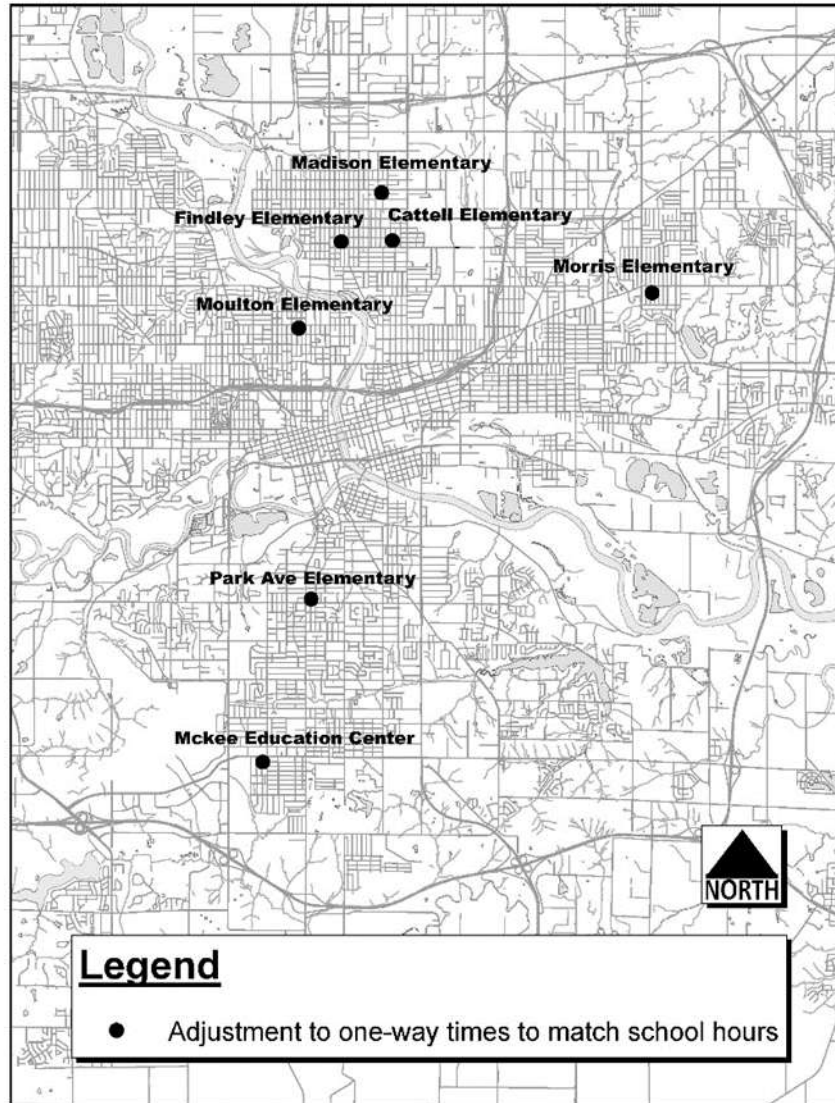 Madison Elementary
Findley Elementary
Cattell Elementary
Morris Elementary
Moulton Elementary
Park Ave Elementary
Mckee Education Center
NORTH
Legend
Adjustment to one-way times to match school hours